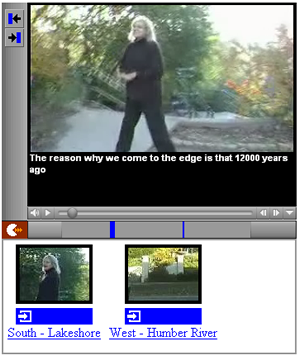 The reason why we come to the edge is that 12000 years
ago
South - Lakeshore
West - Humber River